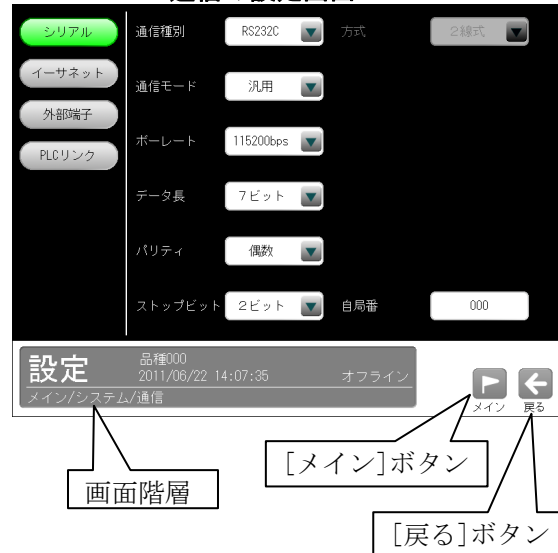 シリアル 通信種別 RS232C 方式 2線式
イーサネット
通信モード 汎用
外部端子
ボーレート 115200bps
PLCリンク
データ長 7ビット
パリティ 偶数
ストップビット 2ビット 自局番 000
設定 品種000
2011/06/22 14:07:35 オフライン
メイン/システム/通信
メイン 戻る
[メイン]ボタン
画面階層
[戻る]ボタン